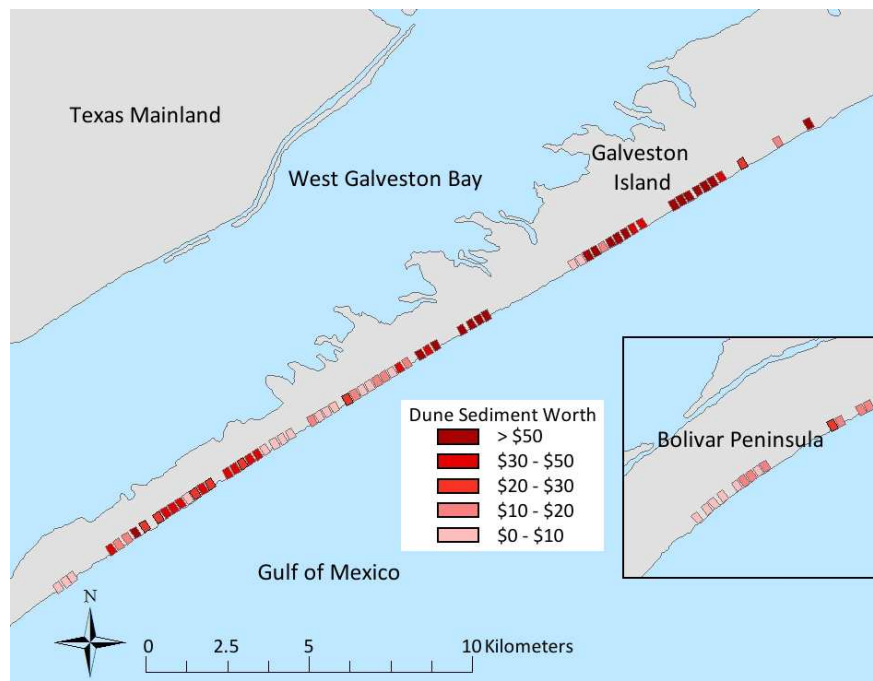 Texas Mainland
West Galveston Bay
Galveston
Island
Dune Sediment Worth
> $50
$30 - $50
$20 - $30
$10 - $20
$0 - $10
Bolivar Peninsula
Gulf of Mexico
N
0 2.5 5 10 Kilometers